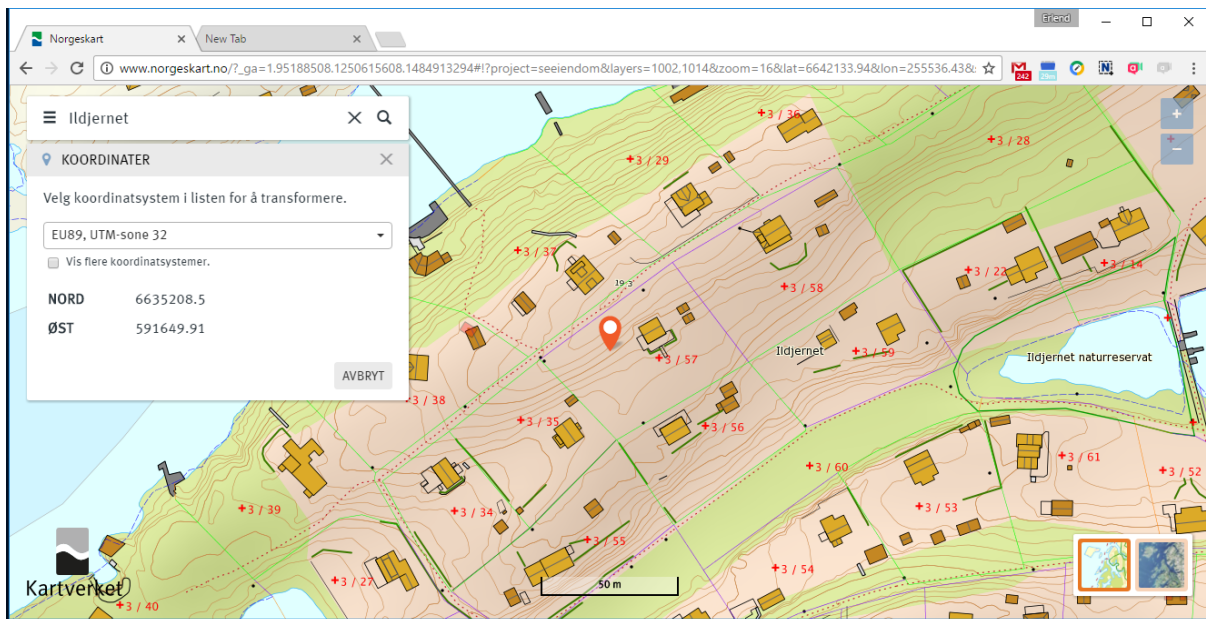 Erlend
Norgeskart
New Tab
www.norgeskart.no/?_ga=1.95188508.1250615608.1484913294#!?project=seeiendom&layers=1002,1014&zoom=16&lat=6642133.94&lon=255536.43&
242
29m
Ildjernet
KOORDINATER
Velg koordinatsystem i listen for å transformere.
EU89, UTM-sone 32
Vis flere koordinatsystemer.
NORD 6635208.5
ØST 591649.91
AVBRYT
+
−
3 / 36
3 / 28
3 / 29
3 / 37
3 / 22
3 / 14
19.3
3 / 58
Ildjernet
3 / 59
Ildjernet naturreservat
3 / 57
3 / 38
3 / 35
3 / 56
3 / 61
3 / 60
3 / 52
3 / 39
3 / 34
3 / 53
3 / 55
3 / 54
3 / 27
50 m
Kartverket
3 / 40